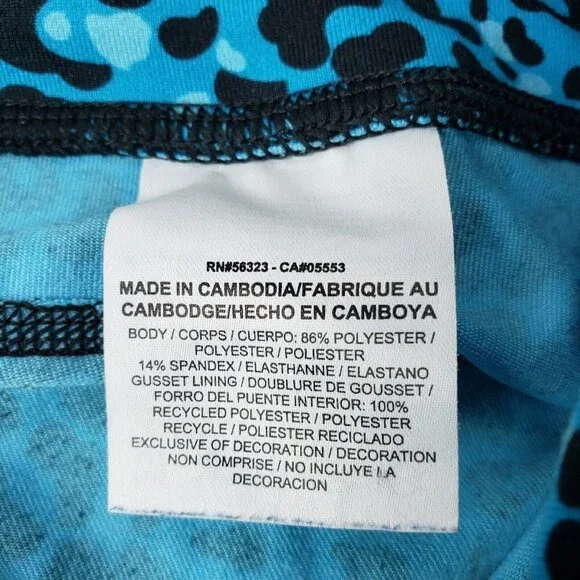 RN#56323 - CA#05553
MADE IN CAMBODIA/FABRIQUE AU
CAMBODGE/HECHO EN CAMBOYA
BODY / CORPS / CUERPO: 86% POLYESTER /
POLYESTER / POLIESTER
14% SPANDEX / ELASTHANNE / ELASTANO
GUSSET LINING / DOUBLURE DE GOUSSET /
FORRO DEL PUENTE INTERIOR: 100%
RECYCLED POLYESTER / POLYESTER
RECYCLE / POLIESTER RECICLADO
EXCLUSIVE OF DECORATION / DECORATION
NON COMPRISE / NO INCLUYE LA
DECORACION